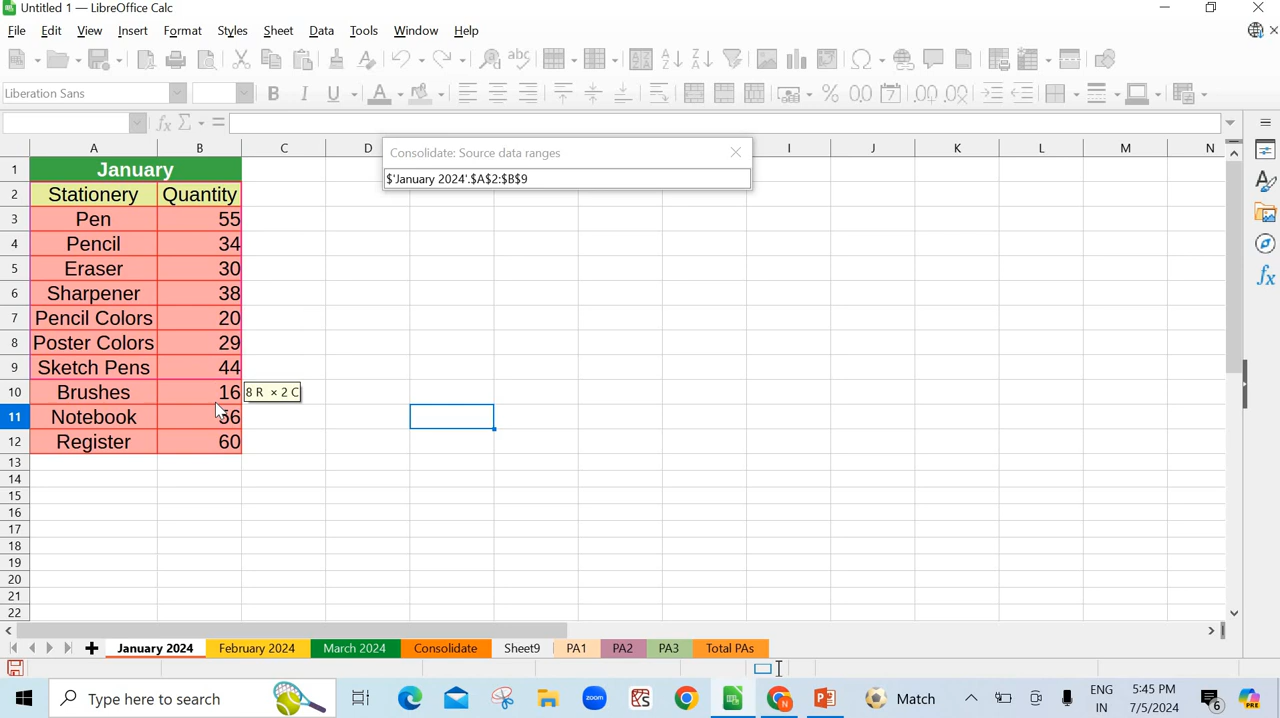 Untitled 1 — LibreOffice Calc
File Edit View Insert Format Styles Sheet Data Tools Window Help
Liberation Sans
A B C D I J K L M N
Consolidate: Source data ranges
$'January 2024'.$A$2:$B$9
1 January
2 Stationery Quantity
3 Pen 55
4 Pencil 34
5 Eraser 30
6 Sharpener 38
7 Pencil Colors 20
8 Poster Colors 29
9 Sketch Pens 44
10 Brushes 16 8 R × 2 C
11 Notebook
12 Register 60
13
14
15
16
17
18
19
20
21
22
January 2024 February 2024 March 2024 Consolidate Sheet9 PA1 PA2 PA3 Total PAs
Type here to search zoom Match ENG IN 5:45 PM 7/5/2024 6 PRE